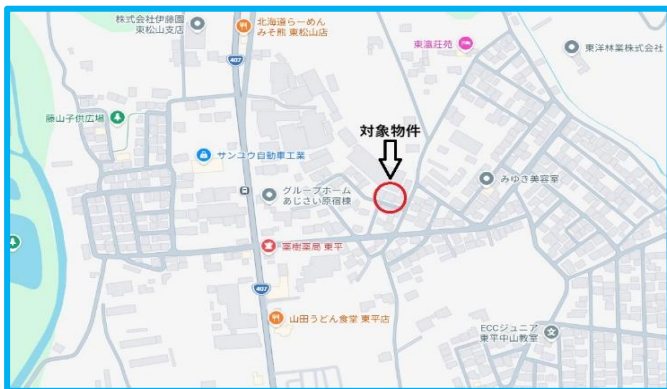 株式会社伊藤園
東松山支店
北海道らーめん
みそ熊 東松山店
東瀛荘苑
東洋林業株式会社
407
藤山子供広場
対象物件
サンユウ自動車工業
グループホーム
あじさい原宿棟
みゆき美容室
薬樹薬局 東平
407
山田うどん食堂 東平店
ECCジュニア
東平中山教室